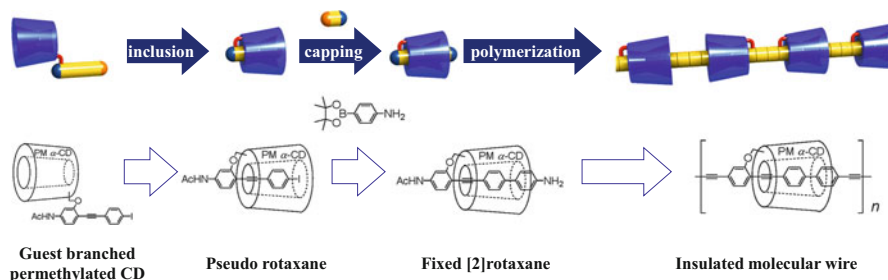 inclusion
capping
polymerization
O
B
O
NH₂
PM α-CD
O
AcHN
I
PM α-CD
O
AcHN
I
PM α-CD
O
AcHN
NH₂
PM α-CD
O
n
Guest branched
permethylated CD
Pseudo rotaxane
Fixed [2]rotaxane
Insulated molecular wire